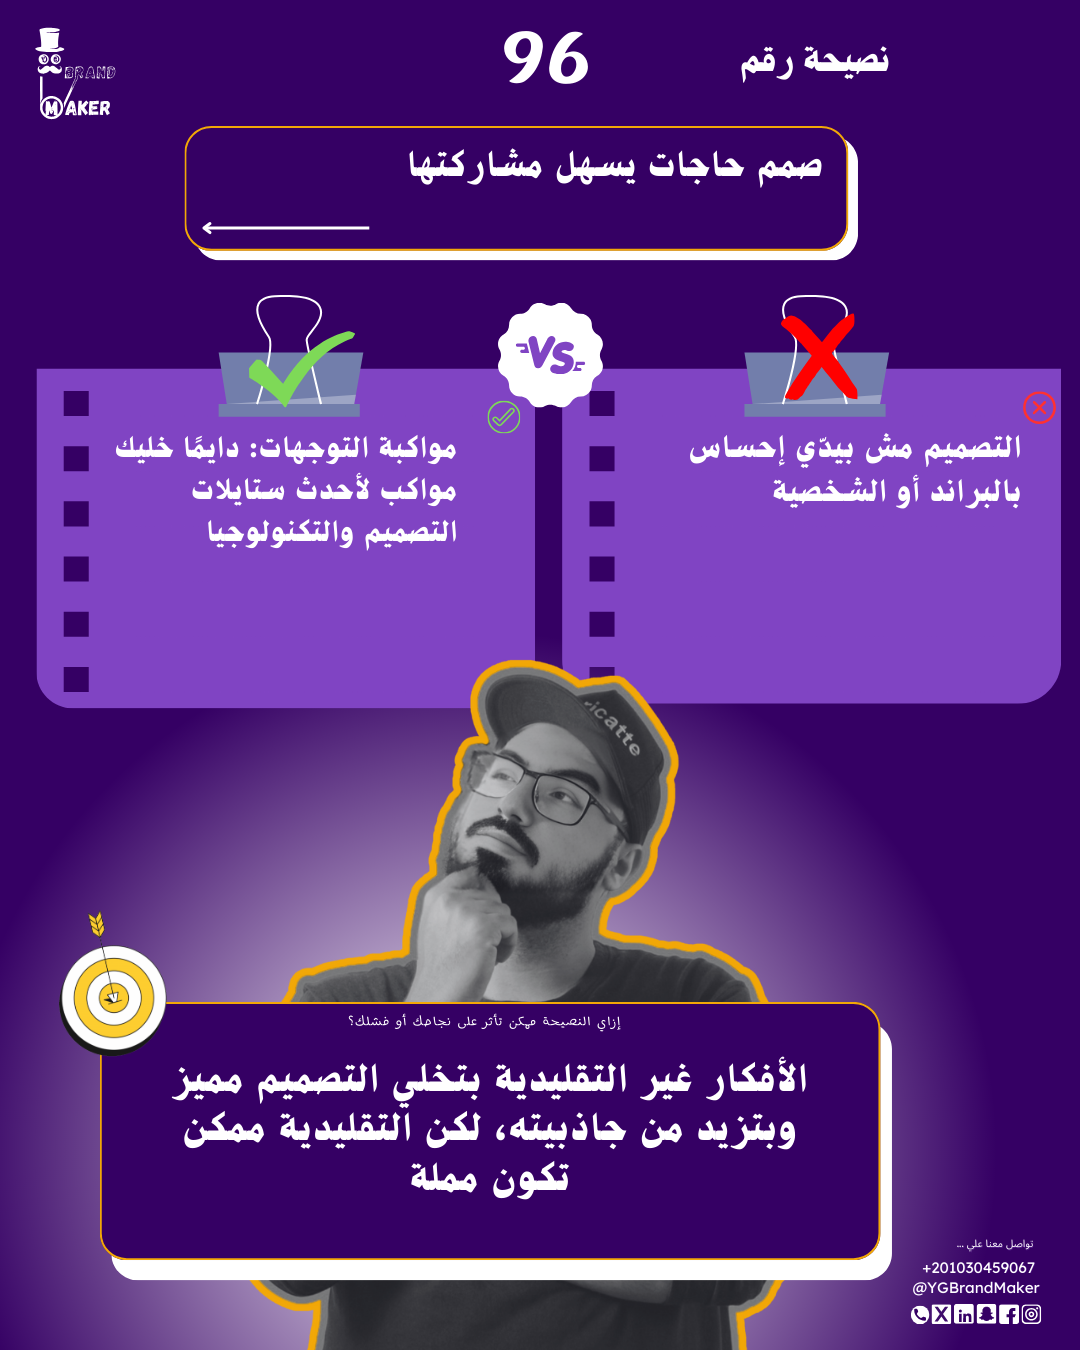 نصيحة رقم 96
BRAND
MAKER
صمم حاجات يسهل مشاركتها
VS
التصميم مش بيدّي إحساس
بالبراند أو الشخصية
مواكبة التوجهات: دايمًا خليك
مواكب لأحدث ستايلات
التصميم والتكنولوجيا
icatte
إزاي النصيحة ممكن تأثر على نجاحك أو فشلك؟
الأفكار غير التقليدية بتخلي التصميم مميز
وبتزيد من جاذبيته، لكن التقليدية ممكن
تكون مملة
تواصل معنا علي ...
+201030459067
@YGBrandMaker